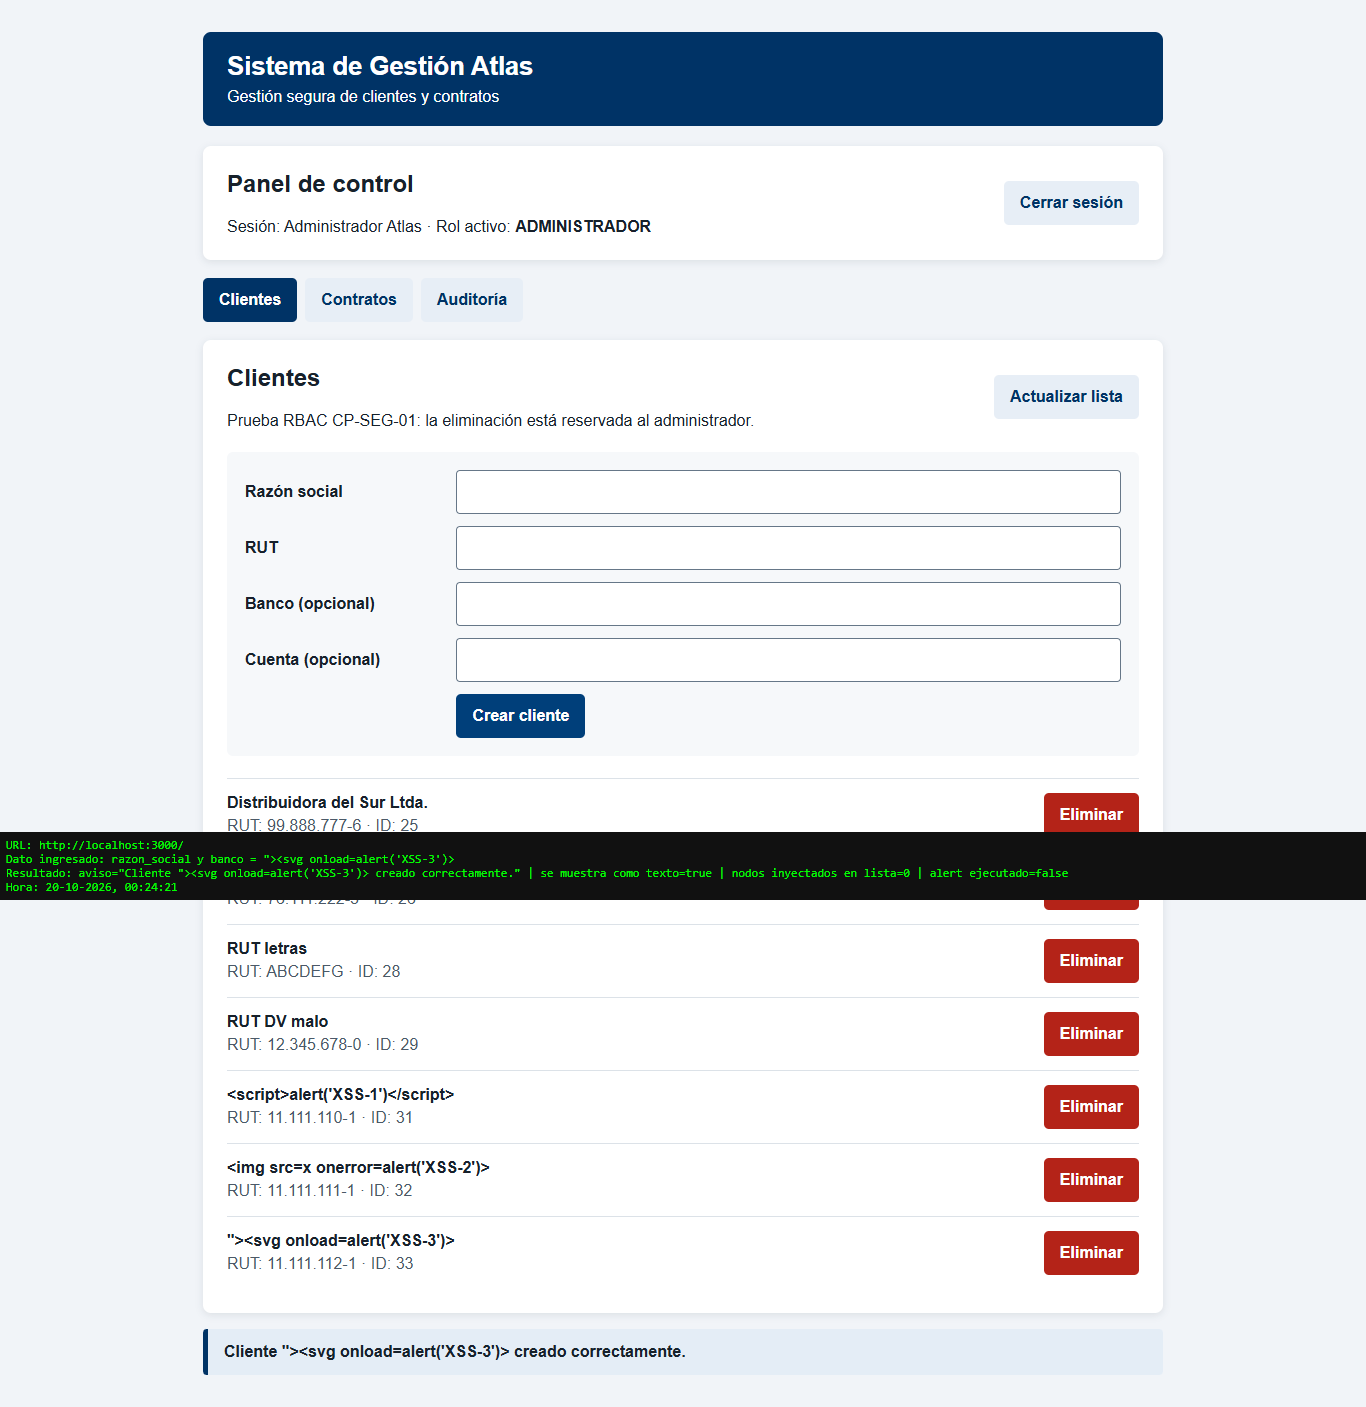 Sistema de Gestión Atlas
Gestión segura de clientes y contratos
Panel de control
Sesión: Administrador Atlas · Rol activo: ADMINISTRADOR
Cerrar sesión
Clientes
Contratos
Auditoría
Clientes
Prueba RBAC CP-SEG-01: la eliminación está reservada al administrador.
Actualizar lista
Razón social
RUT
Banco (opcional)
Cuenta (opcional)
Crear cliente
Distribuidora del Sur Ltda.
RUT: 99.888.777-6 · ID: 25
Eliminar
URL: http://localhost:3000/
Dato ingresado: razon_social y banco = "><svg onload=alert('XSS-3')>
Resultado: aviso="Cliente "><svg onload=alert('XSS-3')> creado correctamente." | se muestra como texto=true | nodos inyectados en lista=0 | alert ejecutado=false
Hora: 20-10-2026, 00:24:21
RUT letras
RUT: ABCDEFG · ID: 28
Eliminar
RUT DV malo
RUT: 12.345.678-0 · ID: 29
Eliminar
<script>alert('XSS-1')</script>
RUT: 11.111.110-1 · ID: 31
Eliminar
<img src=x onerror=alert('XSS-2')>
RUT: 11.111.111-1 · ID: 32
Eliminar
"><svg onload=alert('XSS-3')>
RUT: 11.111.112-1 · ID: 33
Eliminar
Cliente "><svg onload=alert('XSS-3')> creado correctamente.